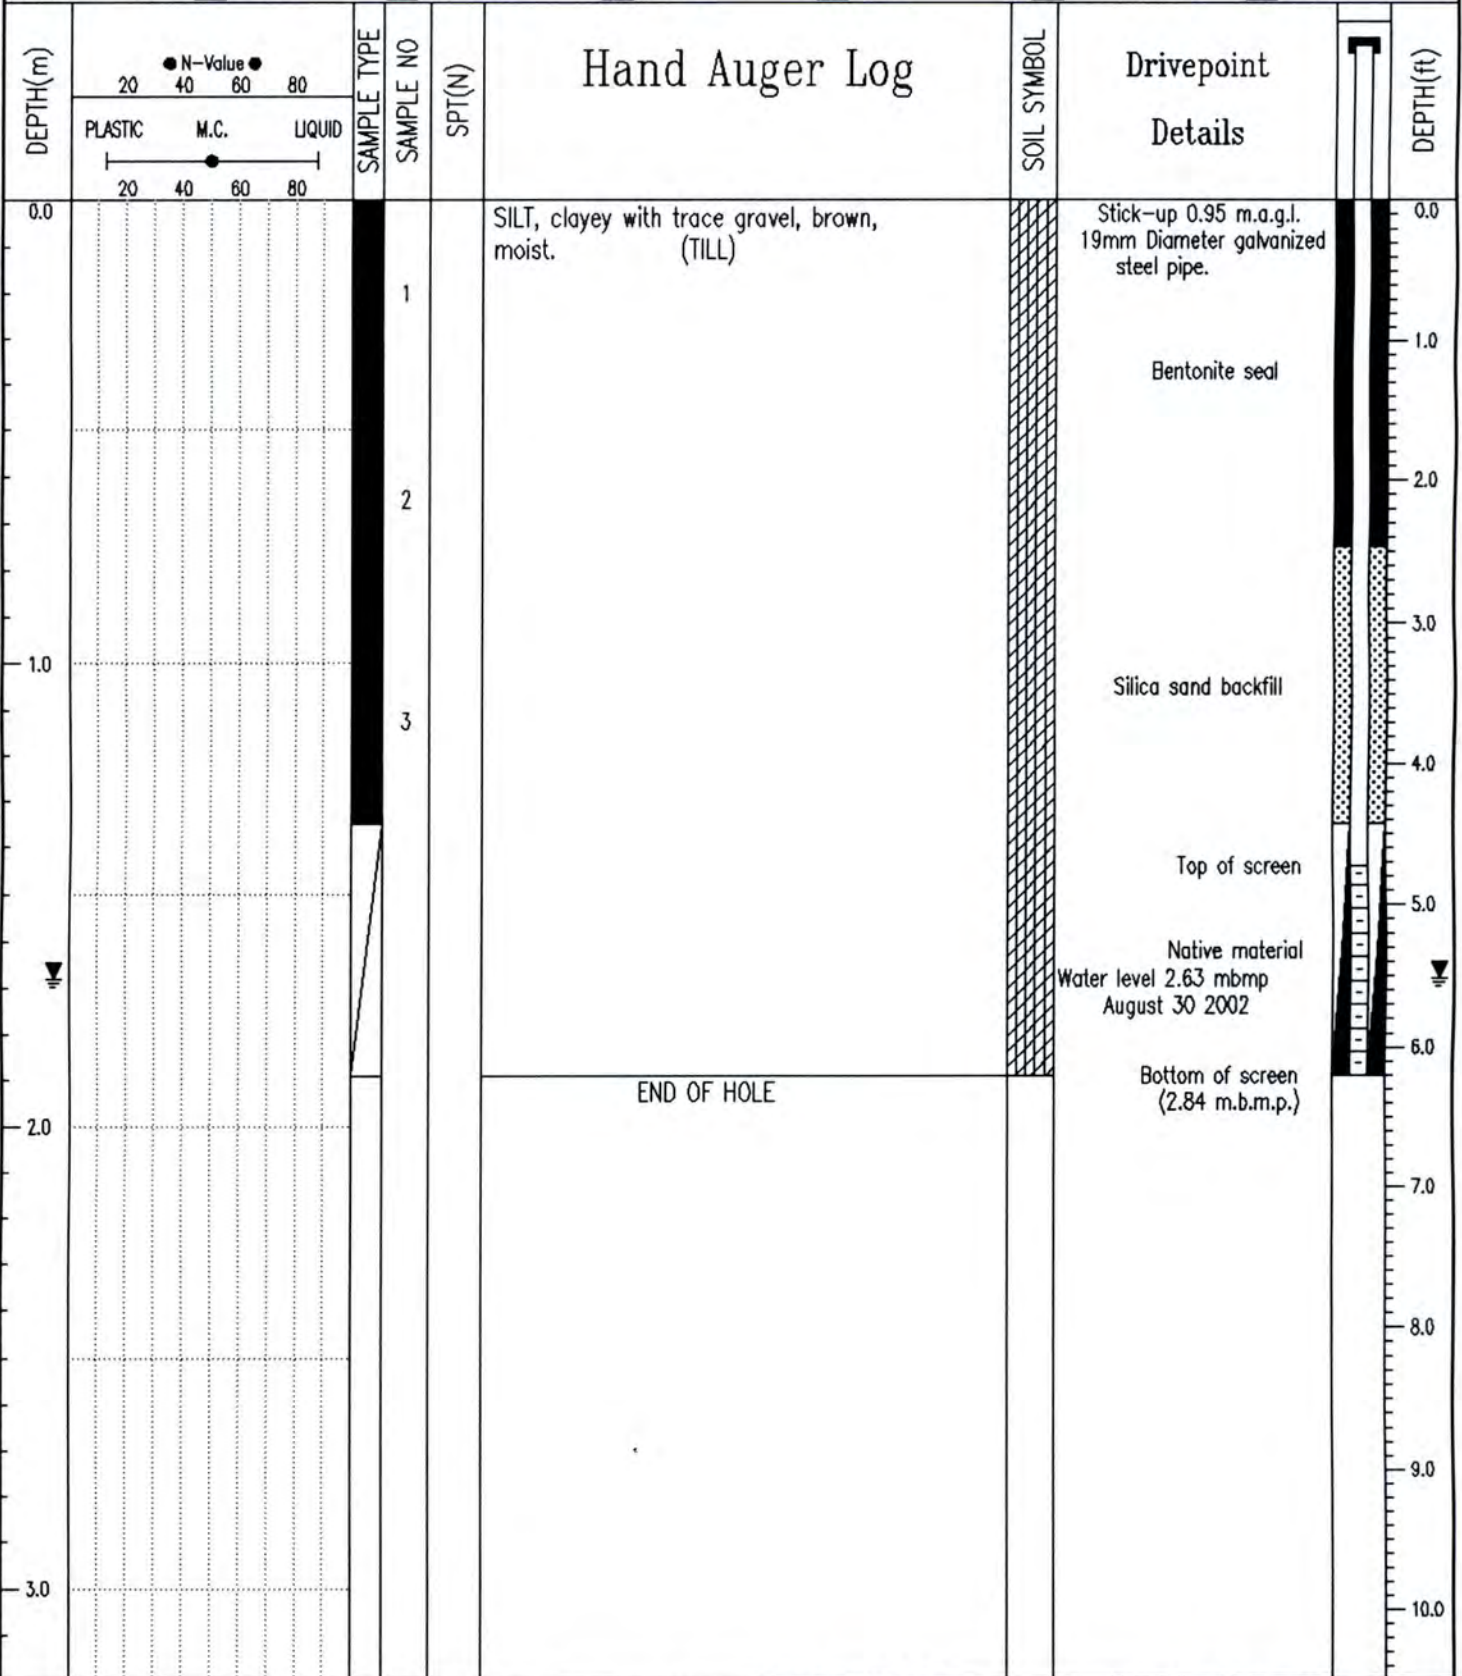 DEPTH(m)
● N-Value ●
20 40 60 80
PLASTIC M.C. LIQUID
20 40 60 80
SAMPLE TYPE
SAMPLE NO
SPT(N)
Hand Auger Log
SOIL SYMBOL
Drivepoint
Details
DEPTH(ft)
0.0
1.0
2.0
3.0
1
2
3
SILT, clayey with trace gravel, brown,
moist. (TILL)
END OF HOLE
Stick-up 0.95 m.a.g.l.
19mm Diameter galvanized
steel pipe.
Bentonite seal
Silica sand backfill
Top of screen
Native material
Water level 2.63 mbmp
August 30 2002
Bottom of screen
(2.84 m.b.m.p.)
0.0
1.0
2.0
3.0
4.0
5.0
6.0
7.0
8.0
9.0
10.0